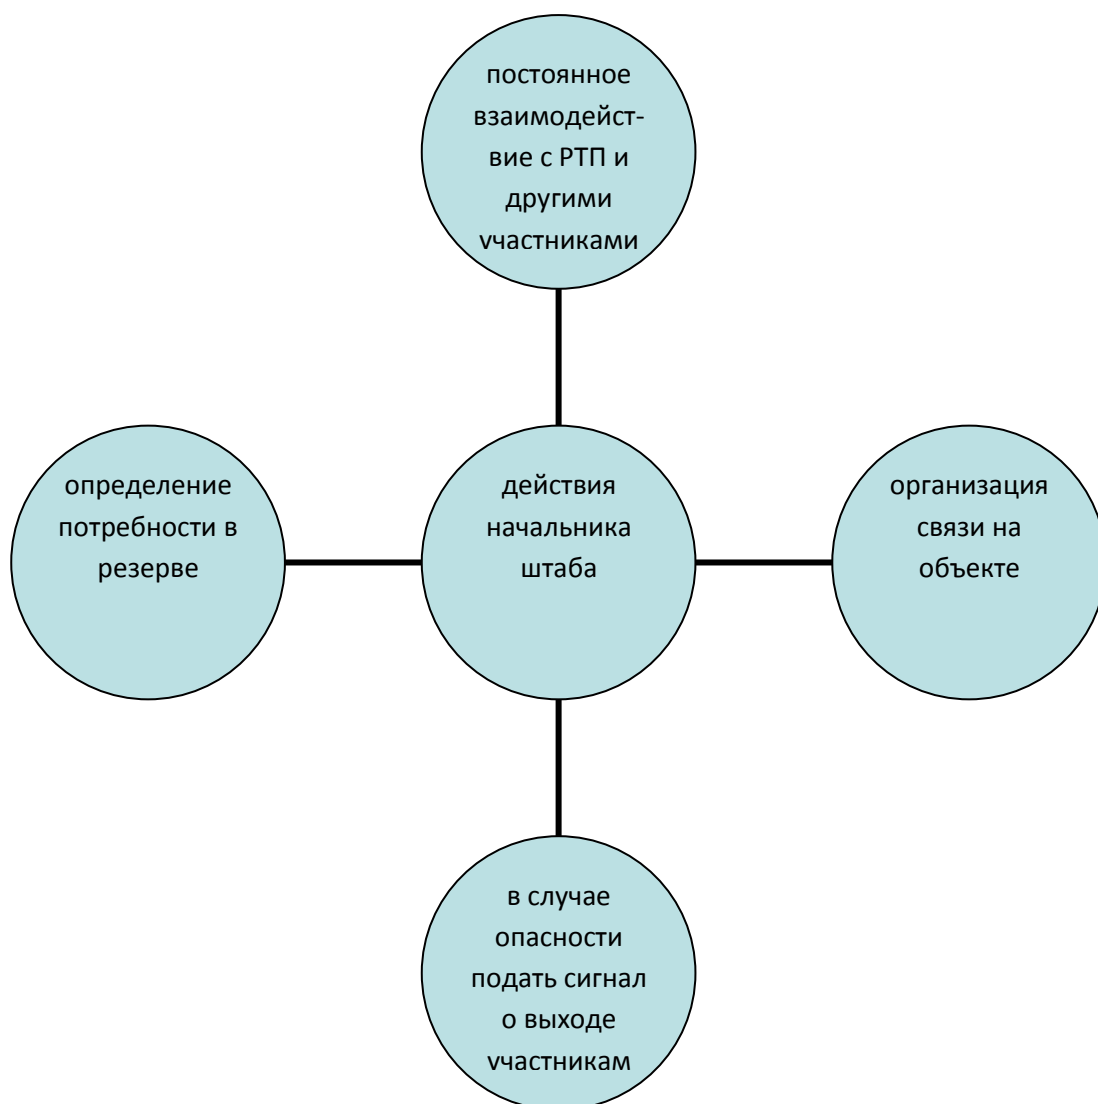 постоянное
взаимодейст-
вие с РТП и
другими
участниками
определение
потребности в
резерве
действия
начальника
штаба
организация
связи на
объекте
в случае
опасности
подать сигнал
о выходе
участникам